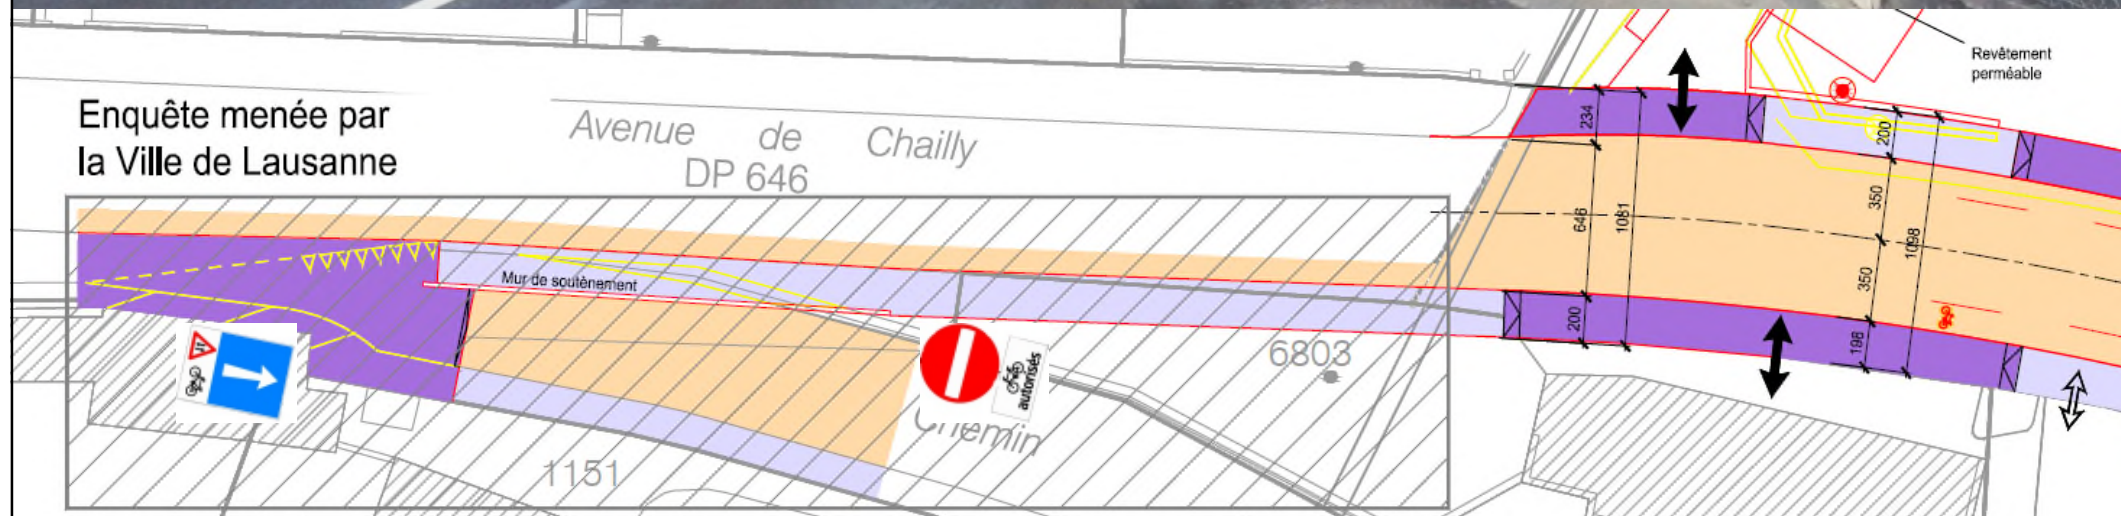 Revêtement
perméable
Enquête menée par
la Ville de Lausanne
Avenue de Chailly
DP 646
234
200
646
1081
350
1098
350
Mur de soutènement
200
198
6803
autorisés
Chemin
1151